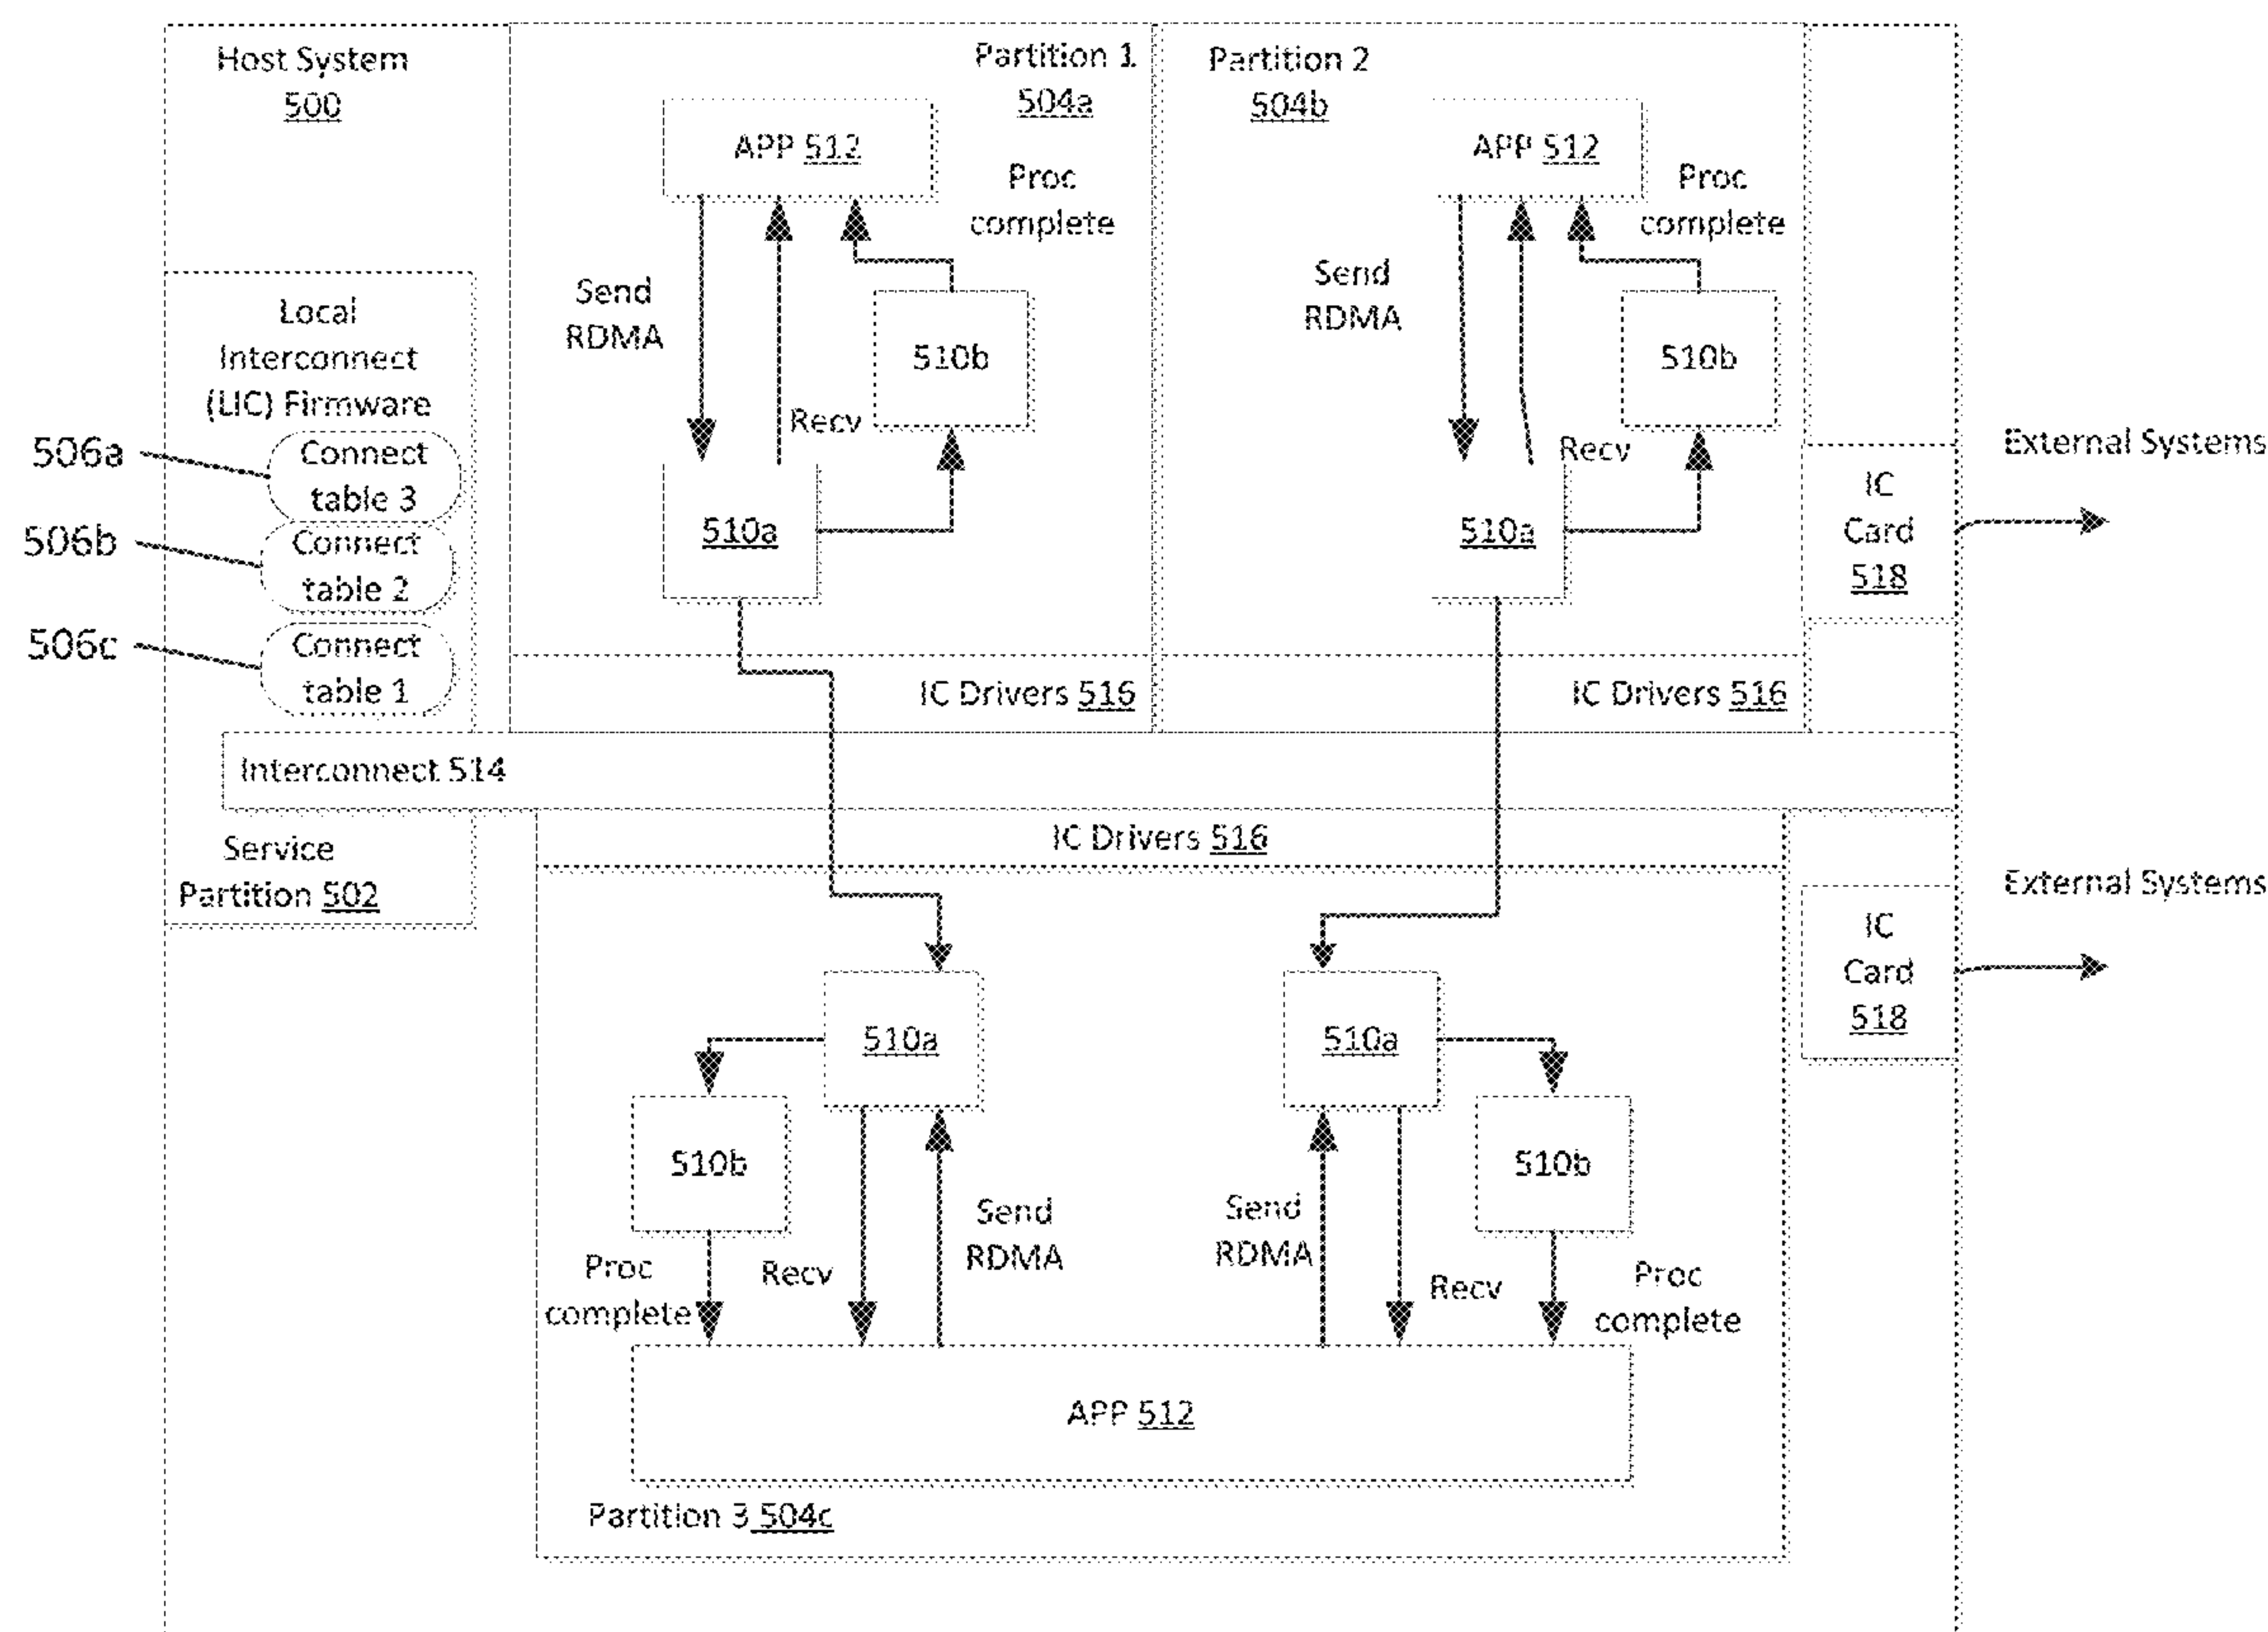 Host System
500
Partition 1
504a
Partition 2
504b
APP 512
Proc
complete
Send
RDMA
Recv
510b
510a
IC Drivers 516
APP 512
Proc
complete
Send
RDMA
Recv
510b
510a
IC Drivers 516
Local
Interconnect
(LIC) Firmware
506a
Connect
table 3
506b
Connect
table 2
506c
Connect
table 1
IC
Card
518
External Systems
Interconnect 514
Service
Partition 502
IC Drivers 516
External Systems
IC
Card
518
510a
510a
510b
510b
Send
RDMA
Send
RDMA
Proc
complete
Recv
Recv
Proc
complete
APP 512
Partition 3 504c